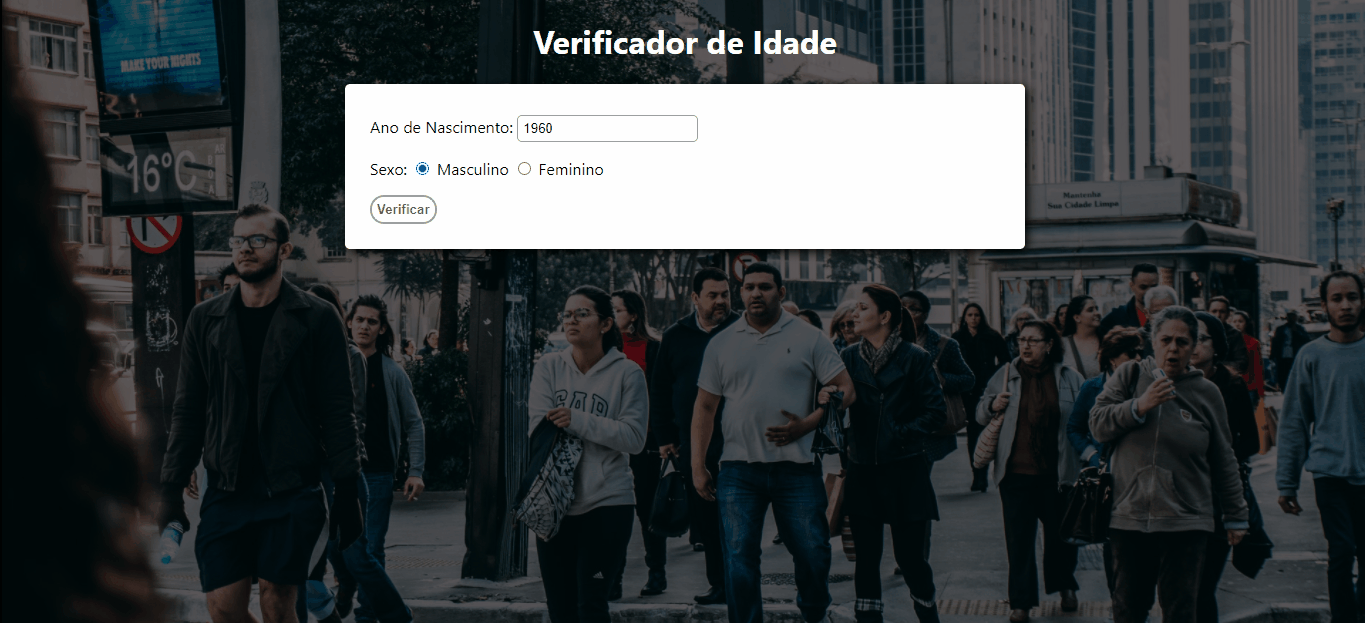 Verificador de Idade
Ano de Nascimento: 1960
Sexo: Masculino Feminino
Verificar
MAKE YOUR NIGHTS
16°C
Mantenha
Sua Cidade Limpa
GAP